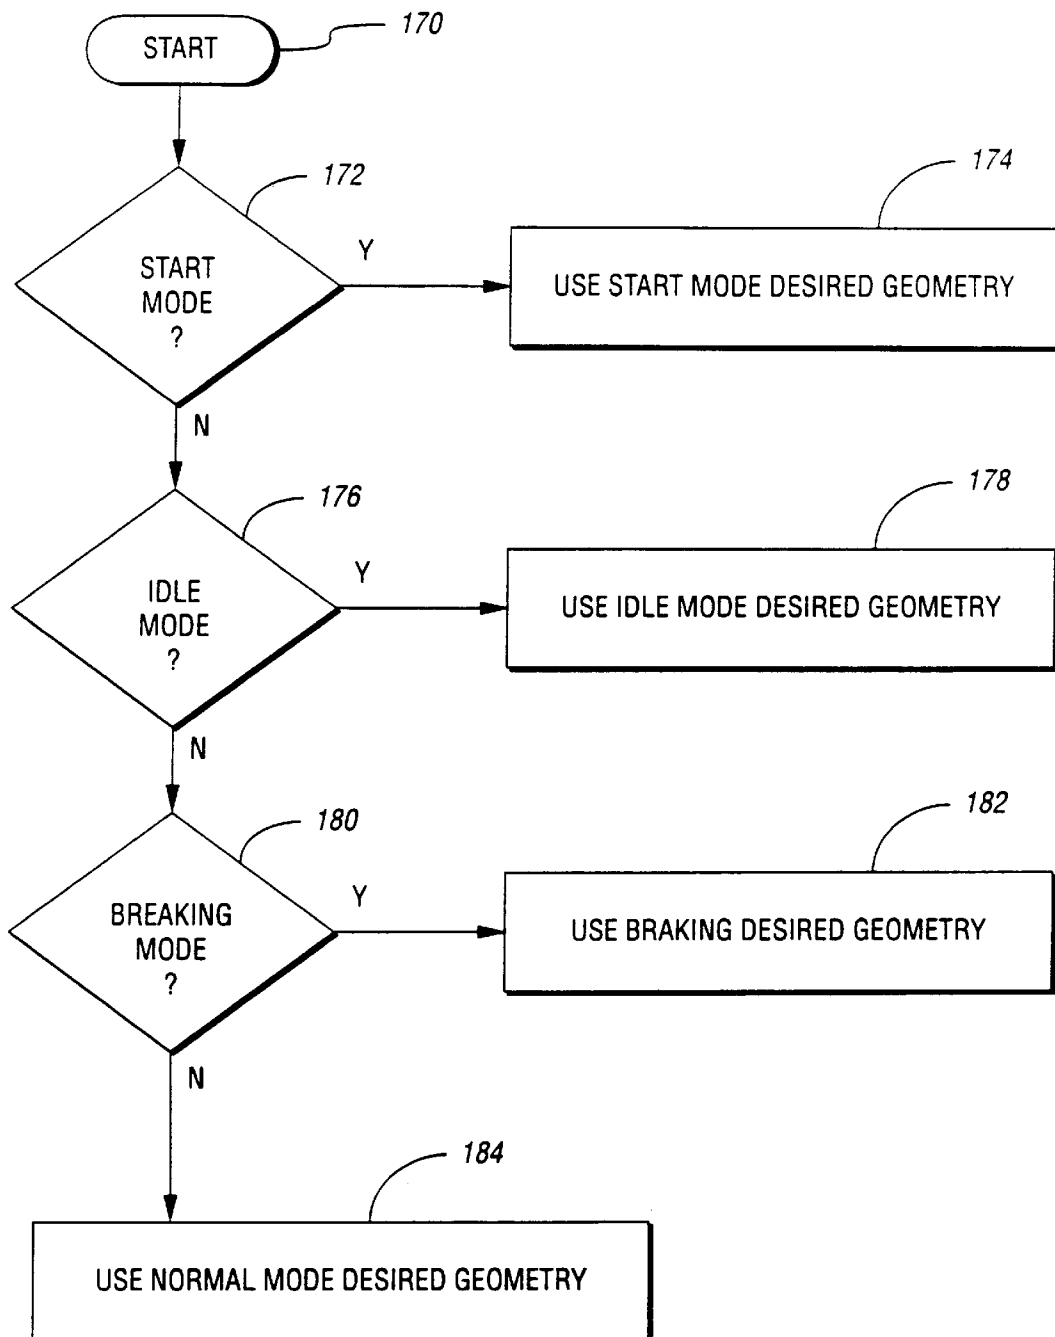 START
170
172
START
MODE
?
Y
174
USE START MODE DESIRED GEOMETRY
N
176
IDLE
MODE
?
Y
178
USE IDLE MODE DESIRED GEOMETRY
N
180
BREAKING
MODE
?
Y
182
USE BRAKING DESIRED GEOMETRY
N
184
USE NORMAL MODE DESIRED GEOMETRY